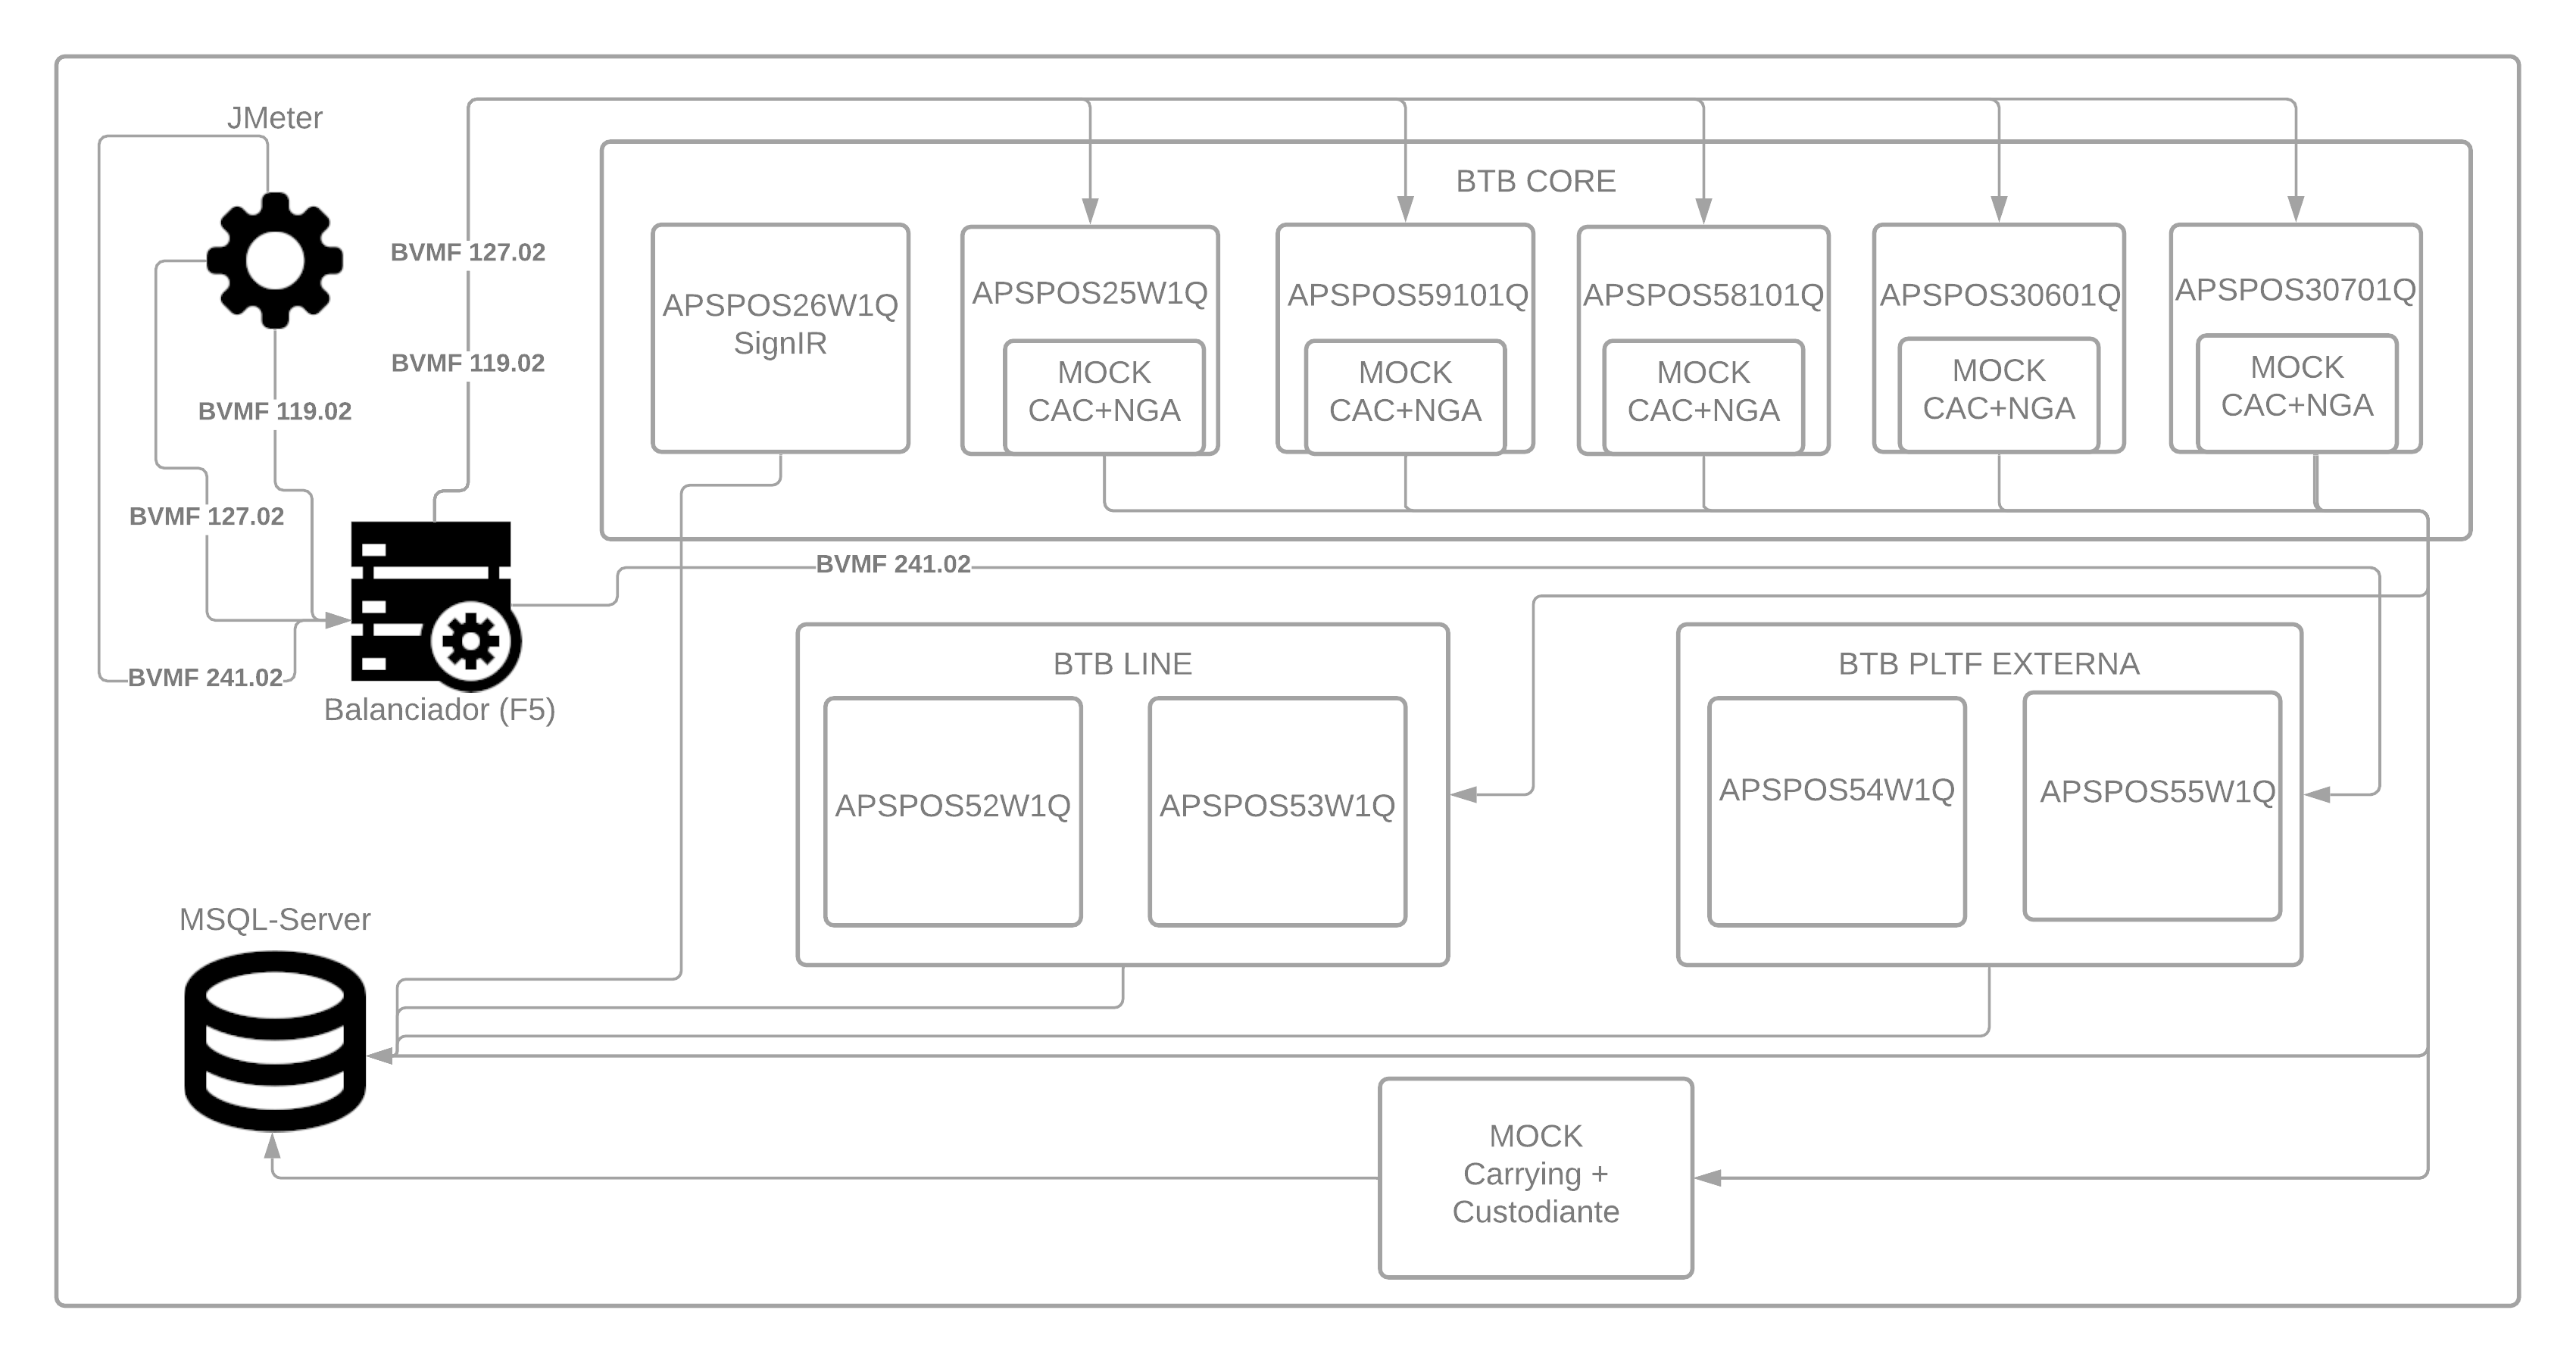 JMeter
BVMF 127.02
BVMF 119.02
BVMF 119.02
BVMF 127.02
BVMF 241.02
Balanciador (F5)
BTB CORE
APSPOS26W1Q
SignIR
APSPOS25W1Q
MOCK
CAC+NGA
APSPOS59101Q
MOCK
CAC+NGA
APSPOS58101Q
MOCK
CAC+NGA
APSPOS30601Q
MOCK
CAC+NGA
APSPOS30701Q
MOCK
CAC+NGA
BVMF 241.02
BTB LINE
APSPOS52W1Q
APSPOS53W1Q
BTB PLTF EXTERNA
APSPOS54W1Q
APSPOS55W1Q
MSQL-Server
MOCK
Carrying +
Custodiante